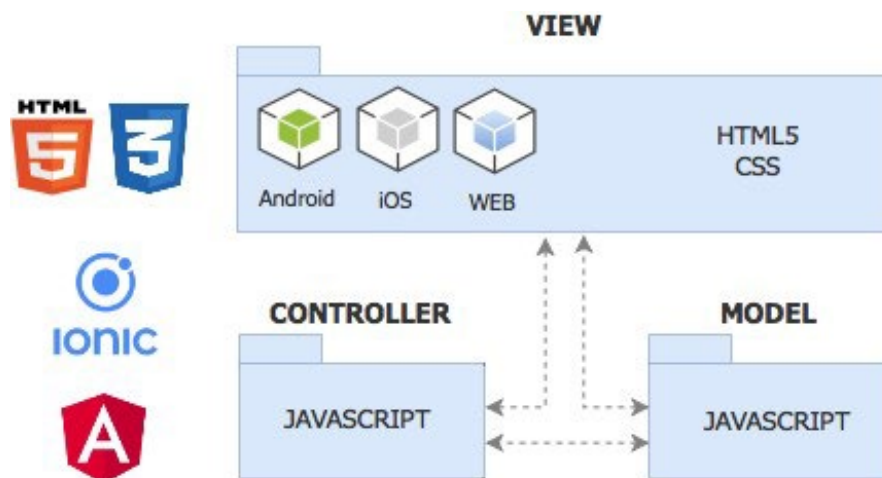 VIEW
HTML
5
3
Android
iOS
WEB
HTML5
CSS
IONIC
CONTROLLER
MODEL
A
JAVASCRIPT
JAVASCRIPT